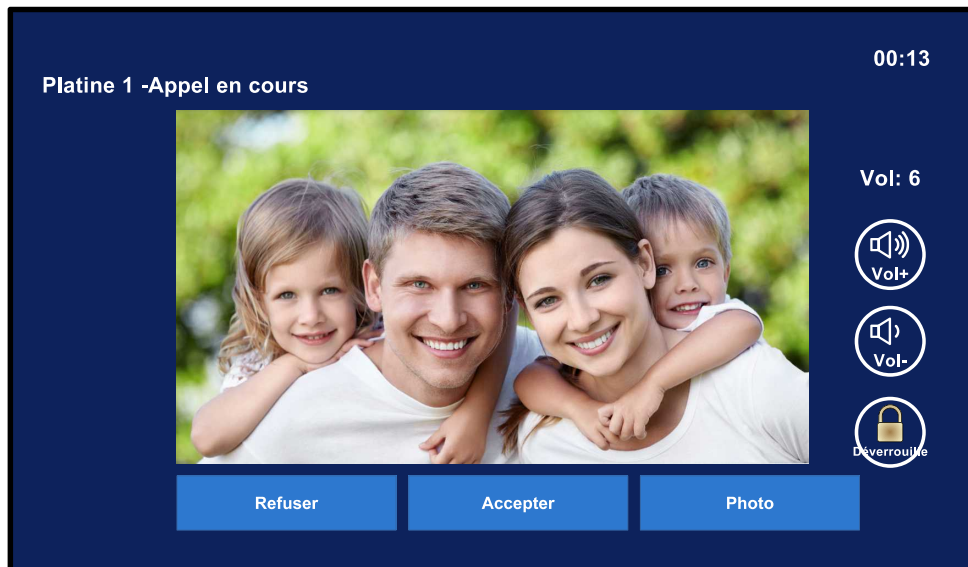 00:13
Platine 1 -Appel en cours
Vol: 6
Vol+
Vol-
Déverrouille
Refuser
Accepter
Photo